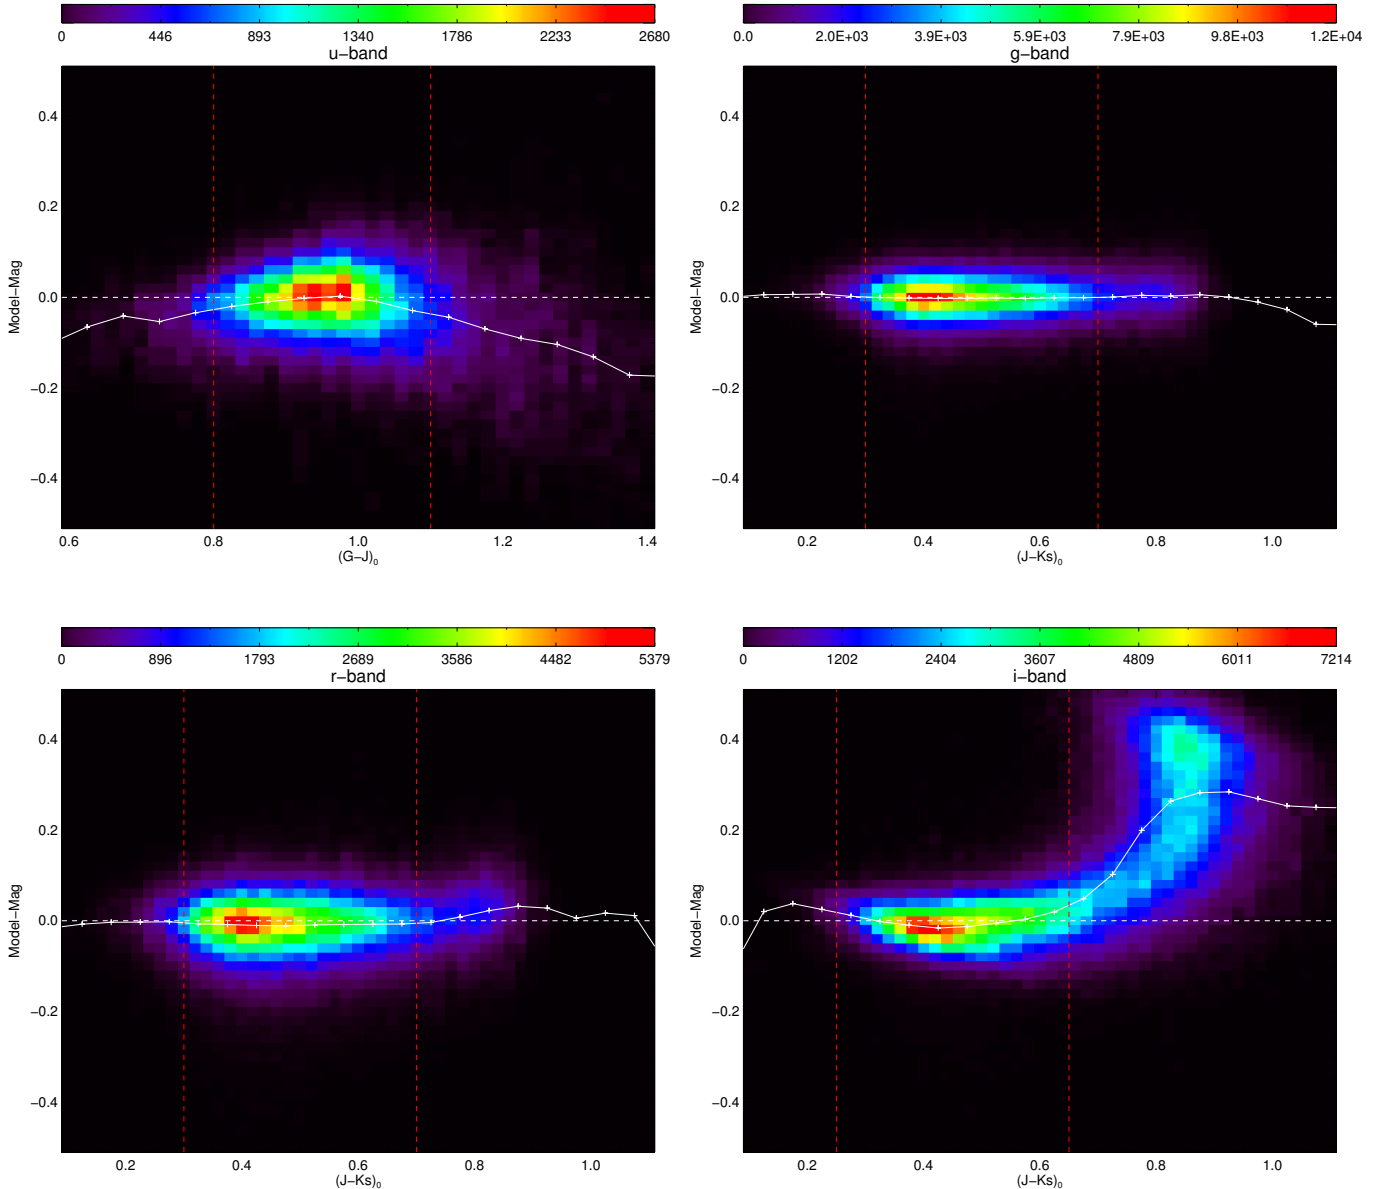 0 446 893 1340 1786 2233 2680
u−band
0.4
0.2
0.0
−0.2
−0.4
Model−Mag
0.6 0.8 1.0 1.2 1.4
(G−J)₀
0.0 2.0E+03 3.9E+03 5.9E+03 7.9E+03 9.8E+03 1.2E+04
g−band
0.4
0.2
0.0
−0.2
−0.4
Model−Mag
0.2 0.4 0.6 0.8 1.0
(J−Ks)₀
0 896 1793 2689 3586 4482 5379
r−band
0.4
0.2
0.0
−0.2
−0.4
Model−Mag
0.2 0.4 0.6 0.8 1.0
(J−Ks)₀
0 1202 2404 3607 4809 6011 7214
i−band
0.4
0.2
0.0
−0.2
−0.4
Model−Mag
0.2 0.4 0.6 0.8 1.0
(J−Ks)₀